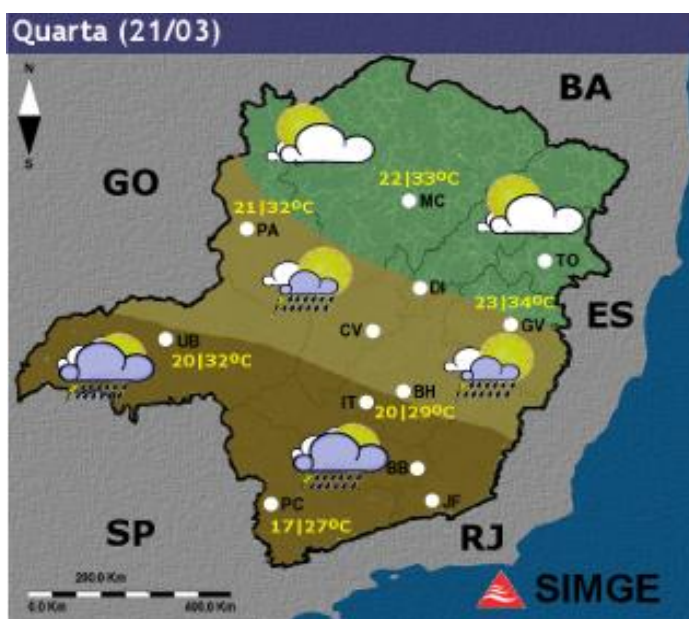 Quarta (21/03)
N
BA
S
GO
22|33ºC
MC
21|32ºC
PA
TO
DI
23|34ºC
ES
GV
CV
UB
20|32ºC
BH
IT
20|29ºC
BB
PC
JF
17|27ºC
SP
RJ
200.0 Km
0.0 Km
400.0 Km
SIMGE